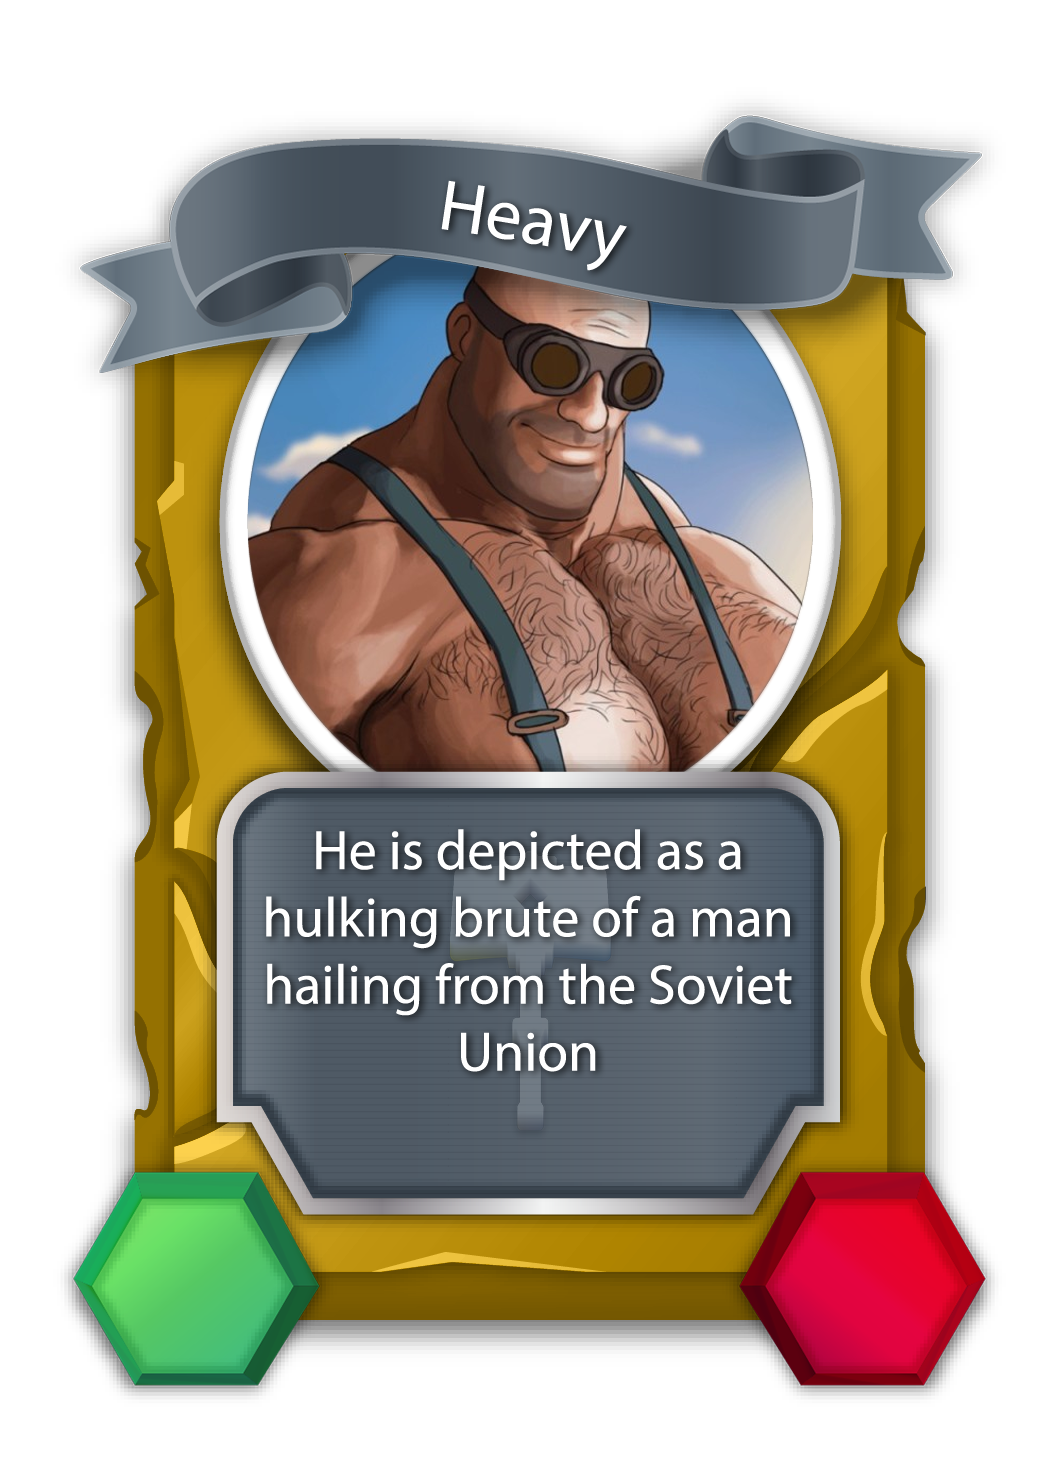 Heavy
He is depicted as a
hulking brute of a man
hailing from the Soviet
Union